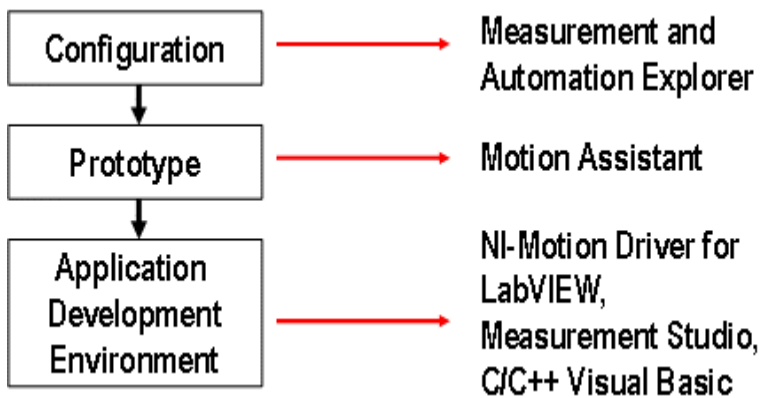 Configuration
Measurement and
Automation Explorer
Prototype
Motion Assistant
Application
Development
Environment
NI-Motion Driver for
LabVIEW,
Measurement Studio,
C/C++ Visual Basic